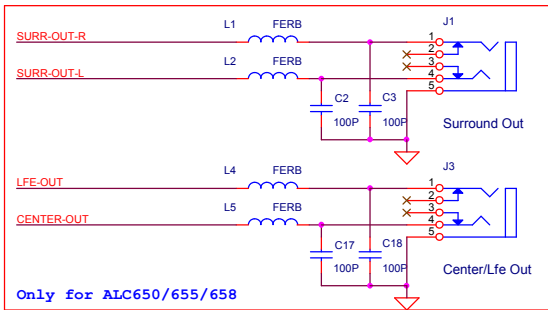 L1 FERB J1
SURR-OUT-R 1
2
L2 FERB 3
SURR-OUT-L 4
C2 C3 5
100P 100P Surround Out
L4 FERB J3
LFE-OUT 1
2
L5 FERB 3
CENTER-OUT 4
5
C17 C18
100P 100P Center/Lfe Out
Only for ALC650/655/658